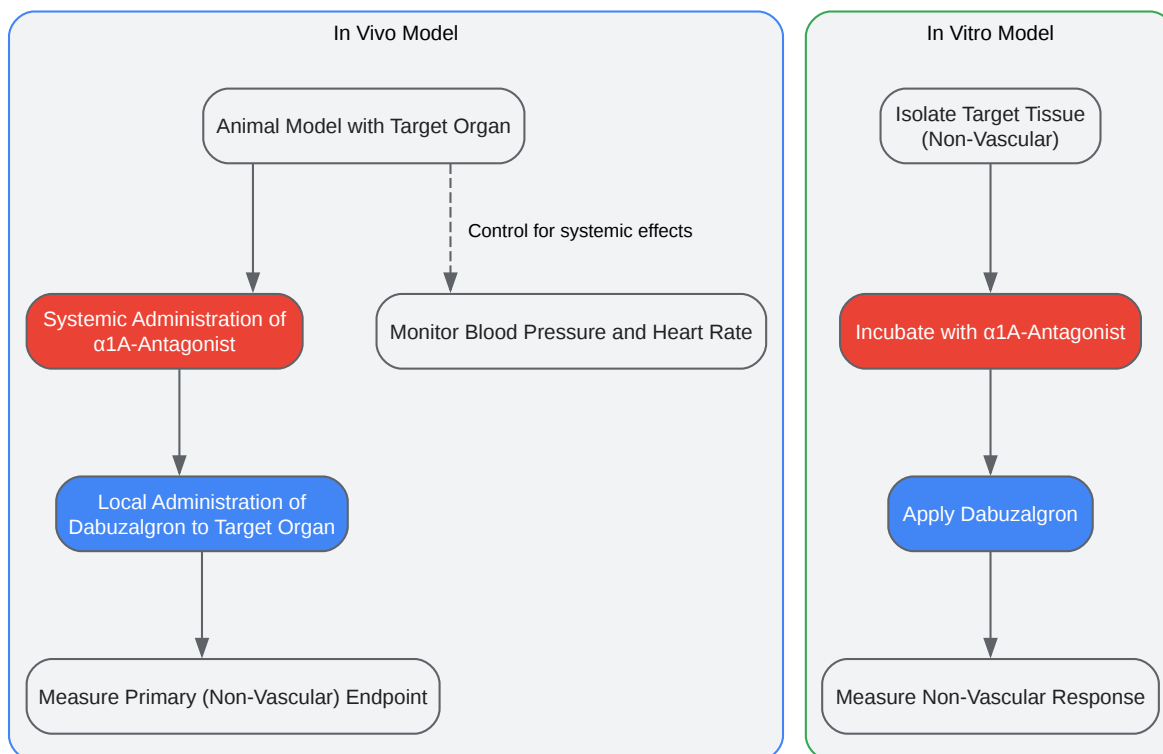 In Vivo Model
Animal Model with Target Organ
Control for systemic effects
Systemic Administration of
α1A-Antagonist
Monitor Blood Pressure and Heart Rate
Local Administration of
Dabuzalgron to Target Organ
Measure Primary (Non-Vascular) Endpoint
In Vitro Model
Isolate Target Tissue
(Non-Vascular)
Incubate with α1A-Antagonist
Apply Dabuzalgron
Measure Non-Vascular Response